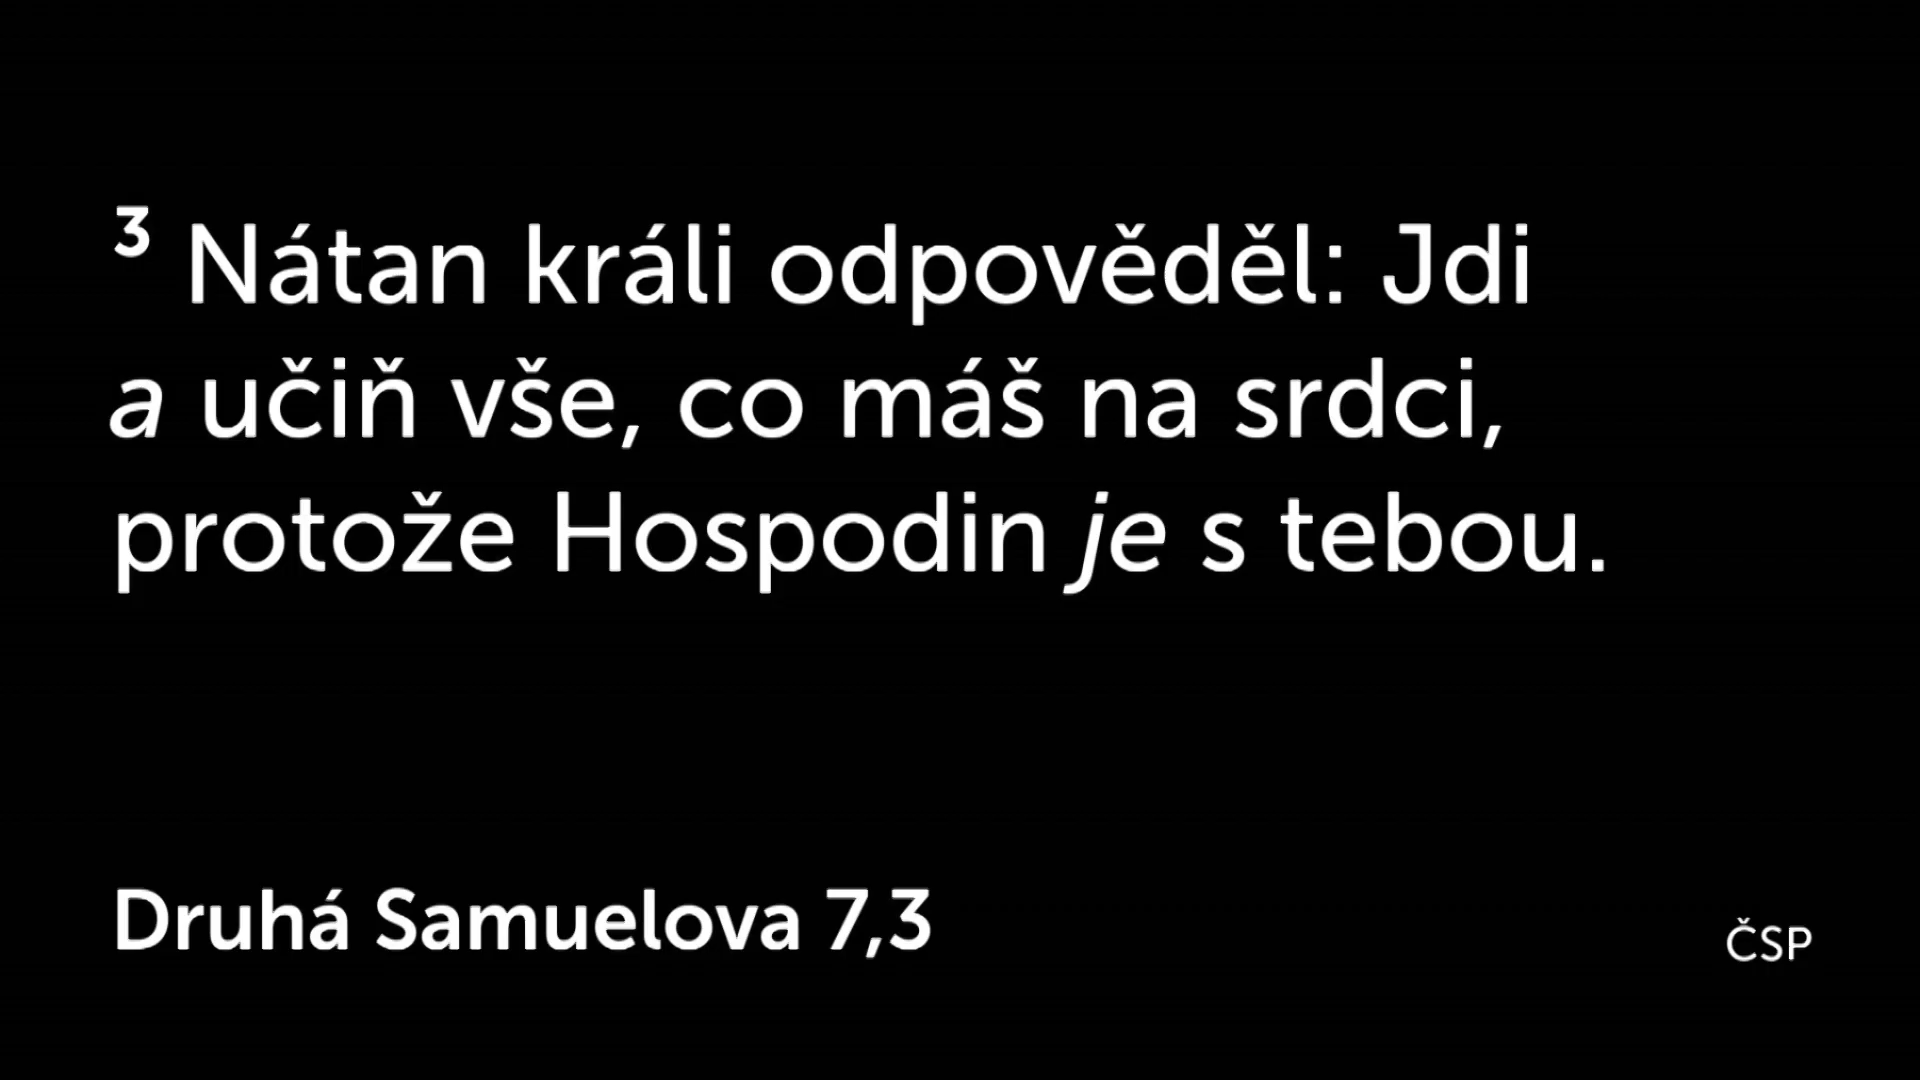 ³ Nátan králi odpověděl: Jdi
a učiň vše, co máš na srdci,
protože Hospodin je s tebou.
Druhá Samuelova 7,3
ČSP